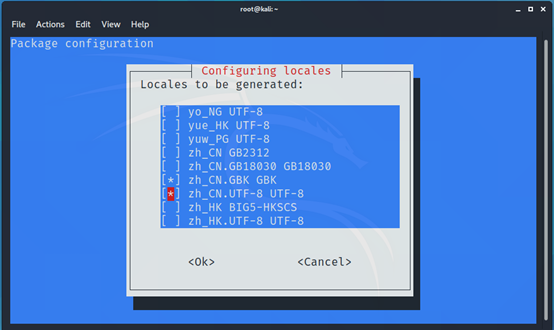 root@kali: ~
File Actions Edit View Help
Package configuration
Configuring locales
Locales to be generated:
[ ] yo_NG UTF-8
[ ] yue_HK UTF-8
[ ] yuw_PG UTF-8
[ ] zh_CN GB2312
[ ] zh_CN.GB18030 GB18030
[*] zh_CN.GBK GBK
[*] zh_CN.UTF-8 UTF-8
[ ] zh_HK BIG5-HKSCS
[ ] zh_HK.UTF-8 UTF-8
<Ok> <Cancel>